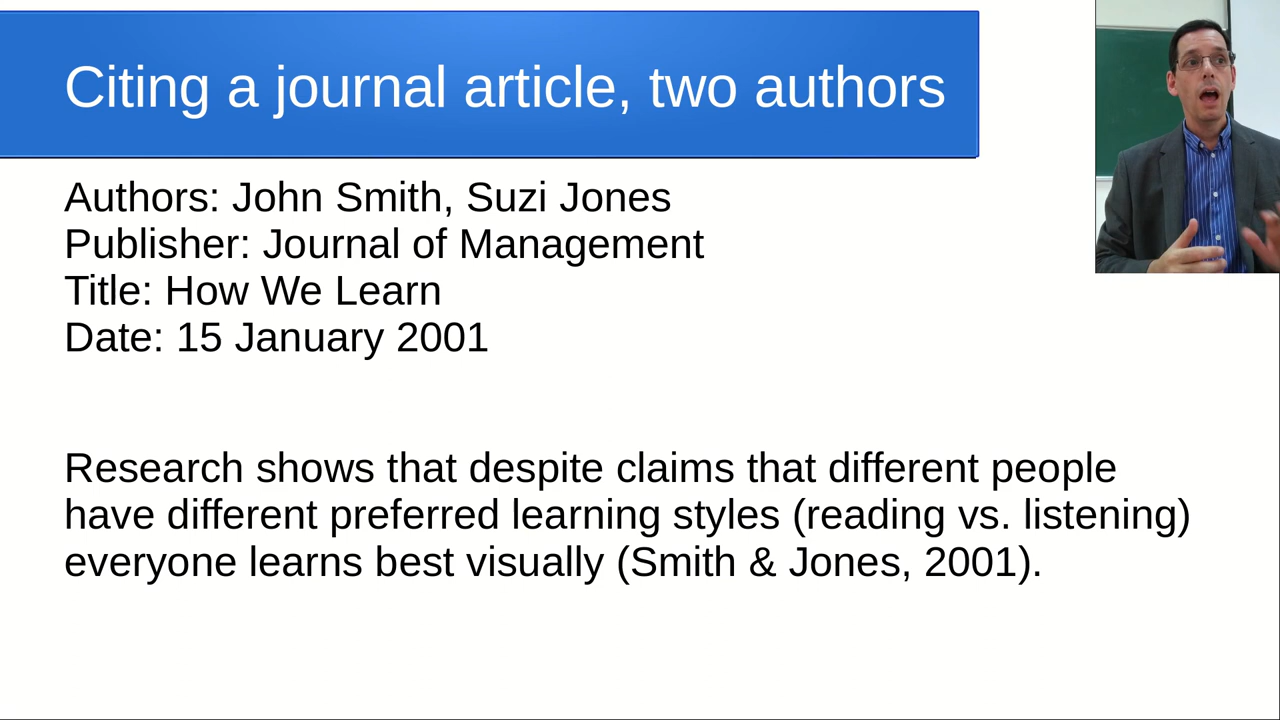 Citing a journal article, two authors
Authors: John Smith, Suzi Jones
Publisher: Journal of Management
Title: How We Learn
Date: 15 January 2001
Research shows that despite claims that different people
have different preferred learning styles (reading vs. listening)
everyone learns best visually (Smith & Jones, 2001).